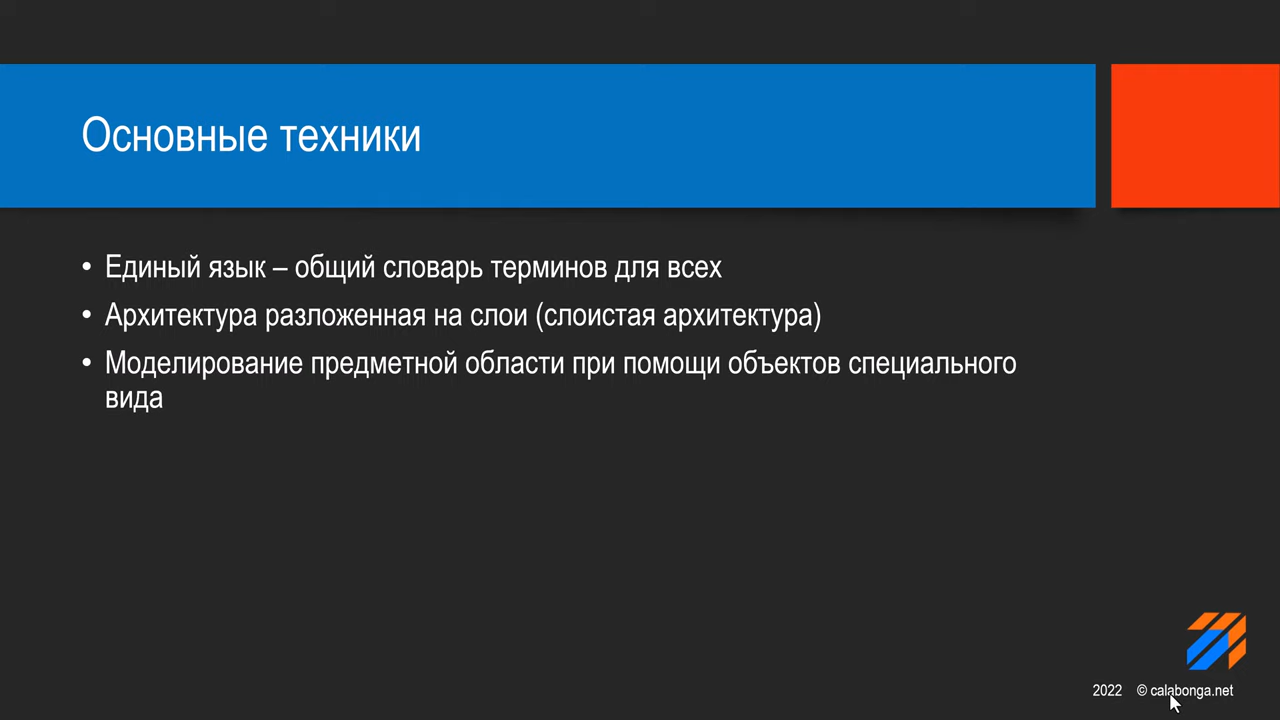 Основные техники
• Единый язык – общий словарь терминов для всех
• Архитектура разложенная на слои (слоистая архитектура)
• Моделирование предметной области при помощи объектов специального
вида
2022 © calabonga.net